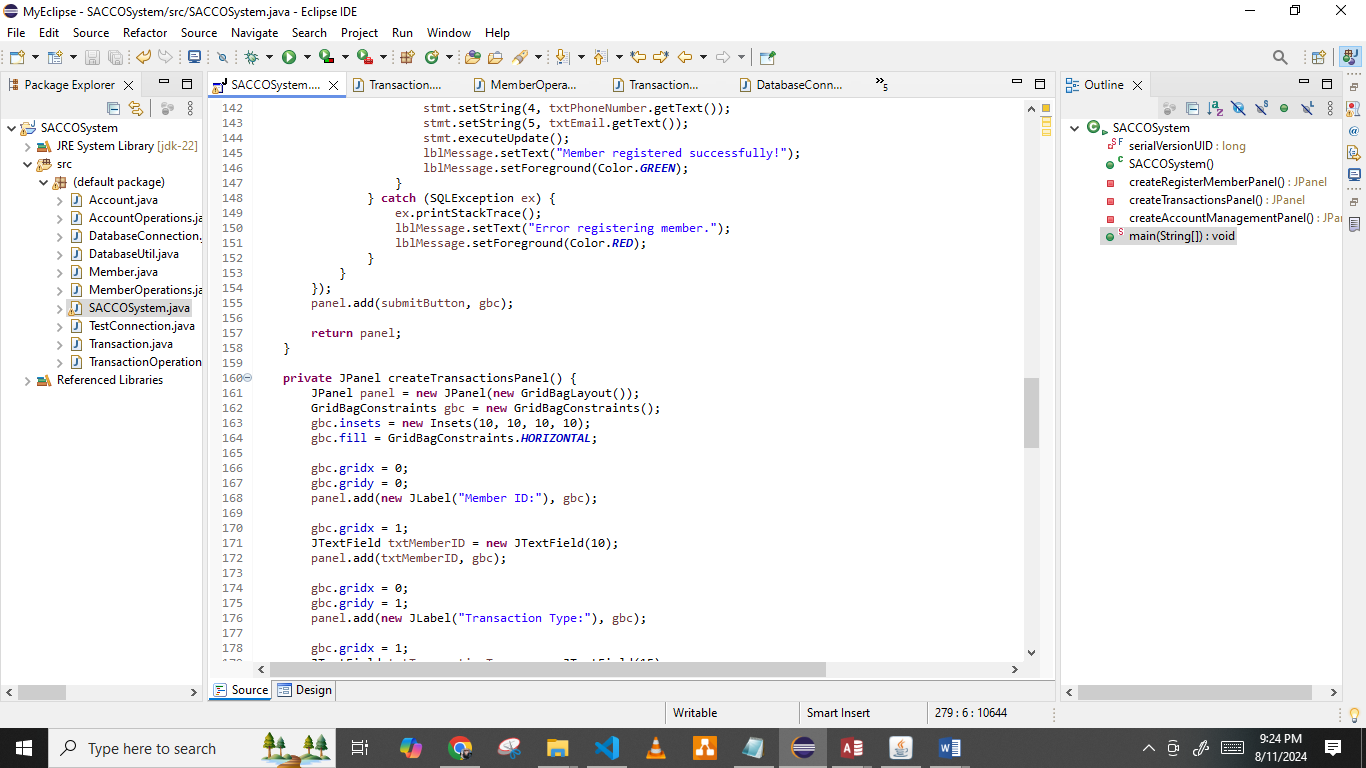 MyEclipse - SACCOSystem/src/SACCOSystem.java - Eclipse IDE
File Edit Source Refactor Source Navigate Search Project Run Window Help
Package Explorer
SACCOSystem
JRE System Library [jdk-22]
src
(default package)
Account.java
AccountOperations.ja
DatabaseConnection.
DatabaseUtil.java
Member.java
MemberOperations.ja
SACCOSystem.java
TestConnection.java
Transaction.java
TransactionOperation
Referenced Libraries
SACCOSystem.... Transaction.... MemberOpera... Transaction... DatabaseConn... »5
142 stmt.setString(4, txtPhoneNumber.getText());
143 stmt.setString(5, txtEmail.getText());
144 stmt.executeUpdate();
145 lblMessage.setText("Member registered successfully!");
146 lblMessage.setForeground(Color.GREEN);
147 }
148 } catch (SQLException ex) {
149 ex.printStackTrace();
150 lblMessage.setText("Error registering member.");
151 lblMessage.setForeground(Color.RED);
152 }
153 }
154 });
155 panel.add(submitButton, gbc);
156
157 return panel;
158 }
159
160 private JPanel createTransactionsPanel() {
161 JPanel panel = new JPanel(new GridBagLayout());
162 GridBagConstraints gbc = new GridBagConstraints();
163 gbc.insets = new Insets(10, 10, 10, 10);
164 gbc.fill = GridBagConstraints.HORIZONTAL;
165
166 gbc.gridx = 0;
167 gbc.gridy = 0;
168 panel.add(new JLabel("Member ID:"), gbc);
169
170 gbc.gridx = 1;
171 JTextField txtMemberID = new JTextField(10);
172 panel.add(txtMemberID, gbc);
173
174 gbc.gridx = 0;
175 gbc.gridy = 1;
176 panel.add(new JLabel("Transaction Type:"), gbc);
177
178 gbc.gridx = 1;
Source Design
Outline
SACCOSystem
serialVersionUID : long
SACCOSystem()
createRegisterMemberPanel() : JPanel
createTransactionsPanel() : JPanel
createAccountManagementPanel() : JPa
main(String[]) : void
Writable Smart Insert 279 : 6 : 10644
Type here to search
9:24 PM
8/11/2024